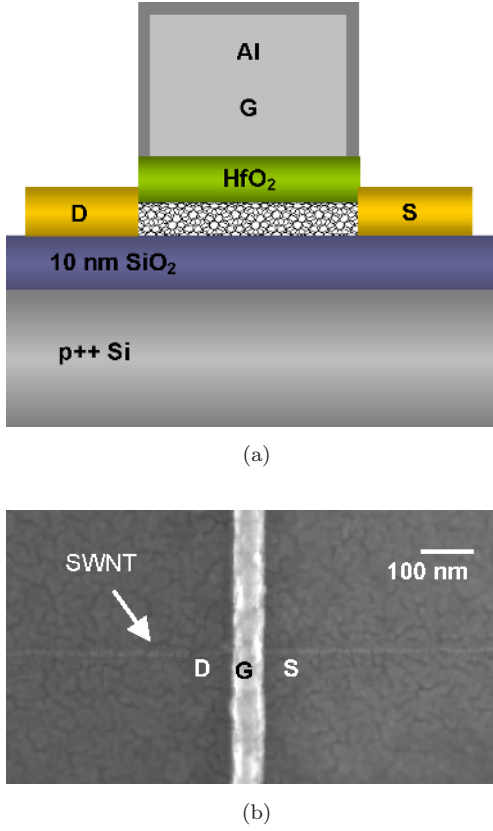 Al
G
HfO₂
D
S
10 nm SiO₂
p++ Si
(a)
SWNT
100 nm
D
G
S
(b)